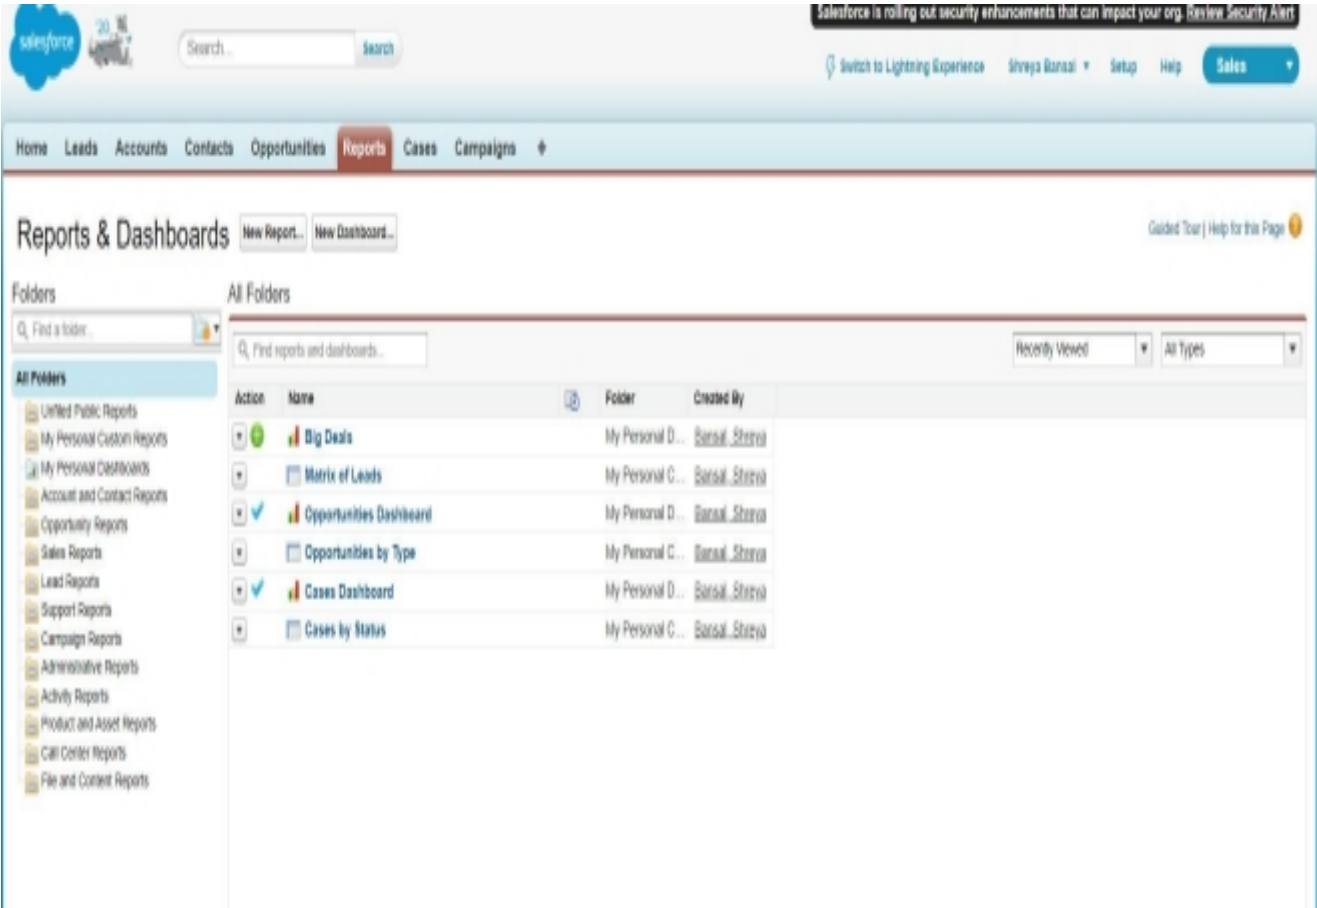 Salesforce is rolling out security enhancements that can impact your org. Review Security Alert
salesforce
20
Search...
Search
Switch to Lightning Experience
Shreya Bansal
Setup
Help
Sales
Home Leads Accounts Contacts Opportunities Reports Cases Campaigns +
Reports & Dashboards
New Report...
New Dashboard...
Guided Tour | Help for this Page
Folders
Find a folder...
All Folders
Unfiled Public Reports
My Personal Custom Reports
My Personal Dashboards
Account and Contact Reports
Opportunity Reports
Sales Reports
Lead Reports
Support Reports
Campaign Reports
Administrative Reports
Activity Reports
Product and Asset Reports
Call Center Reports
File and Content Reports
All Folders
Find reports and dashboards...
Recently Viewed
All Types
Action Name Folder Created By
Big Deals My Personal D... Bansal, Shreya
Matrix of Leads My Personal C... Bansal, Shreya
Opportunities Dashboard My Personal D... Bansal, Shreya
Opportunities by Type My Personal C... Bansal, Shreya
Cases Dashboard My Personal D... Bansal, Shreya
Cases by Status My Personal C... Bansal, Shreya